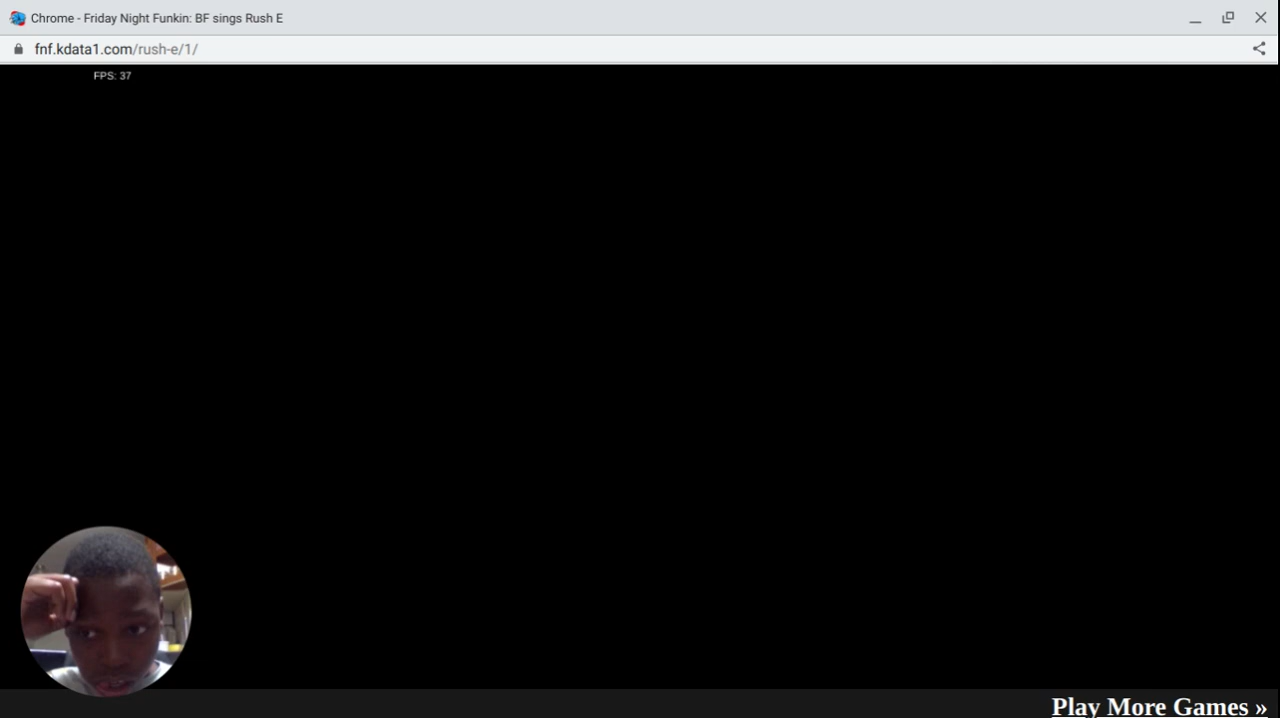 Chrome - Friday Night Funkin: BF sings Rush E
fnf.kdata1.com/rush-e/1/
FPS: 37
Play More Games »